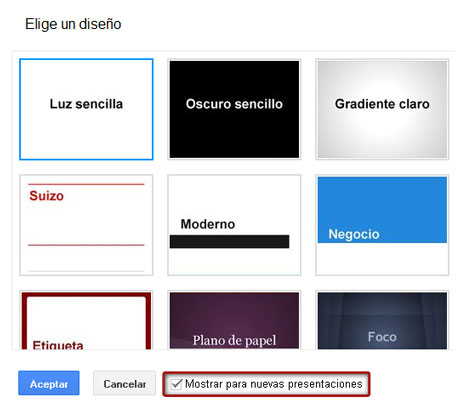 Elige un diseño
Luz sencilla
Oscuro sencillo
Gradiente claro
Suizo
Moderno
Negocio
Etiqueta
Plano de papel
Foco
Aceptar
Cancelar
Mostrar para nuevas presentaciones